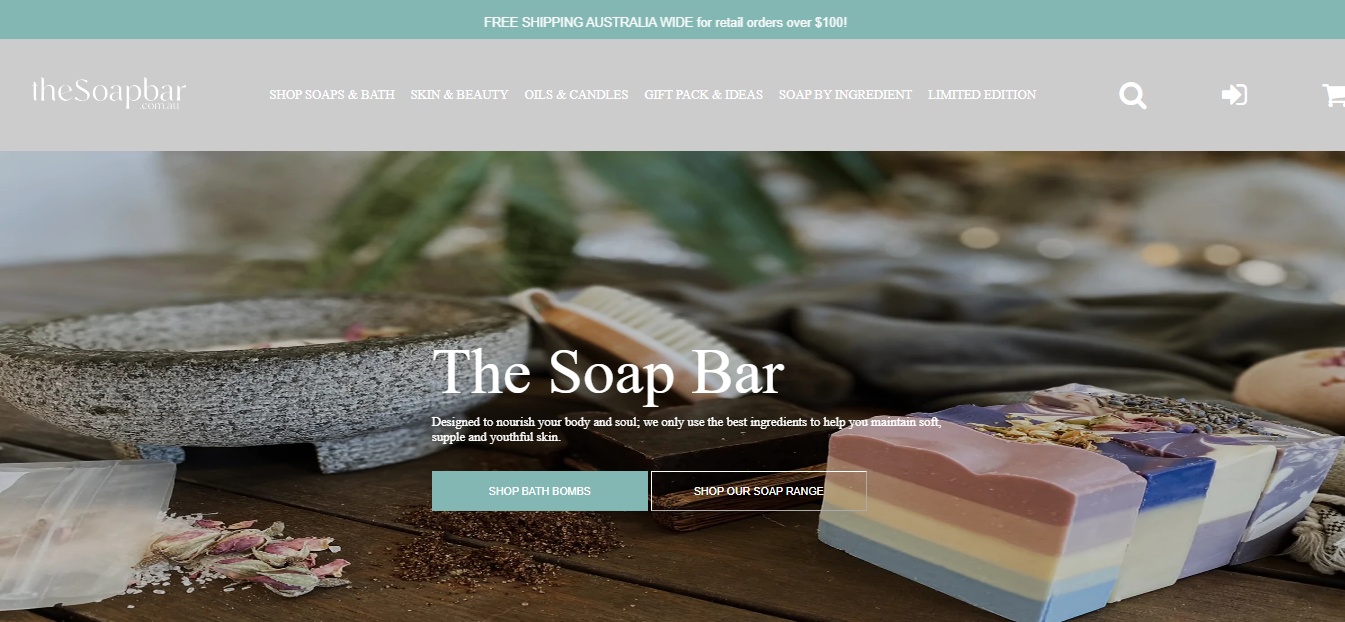 FREE SHIPPING AUSTRALIA WIDE for retail orders over $100!
theSoapbar
.com.au
SHOP SOAPS & BATH SKIN & BEAUTY OILS & CANDLES GIFT PACK & IDEAS SOAP BY INGREDIENT LIMITED EDITION
The Soap Bar
Designed to nourish your body and soul; we only use the best ingredients to help you maintain soft,
supple and youthful skin.
SHOP BATH BOMBS SHOP OUR SOAP RANGE